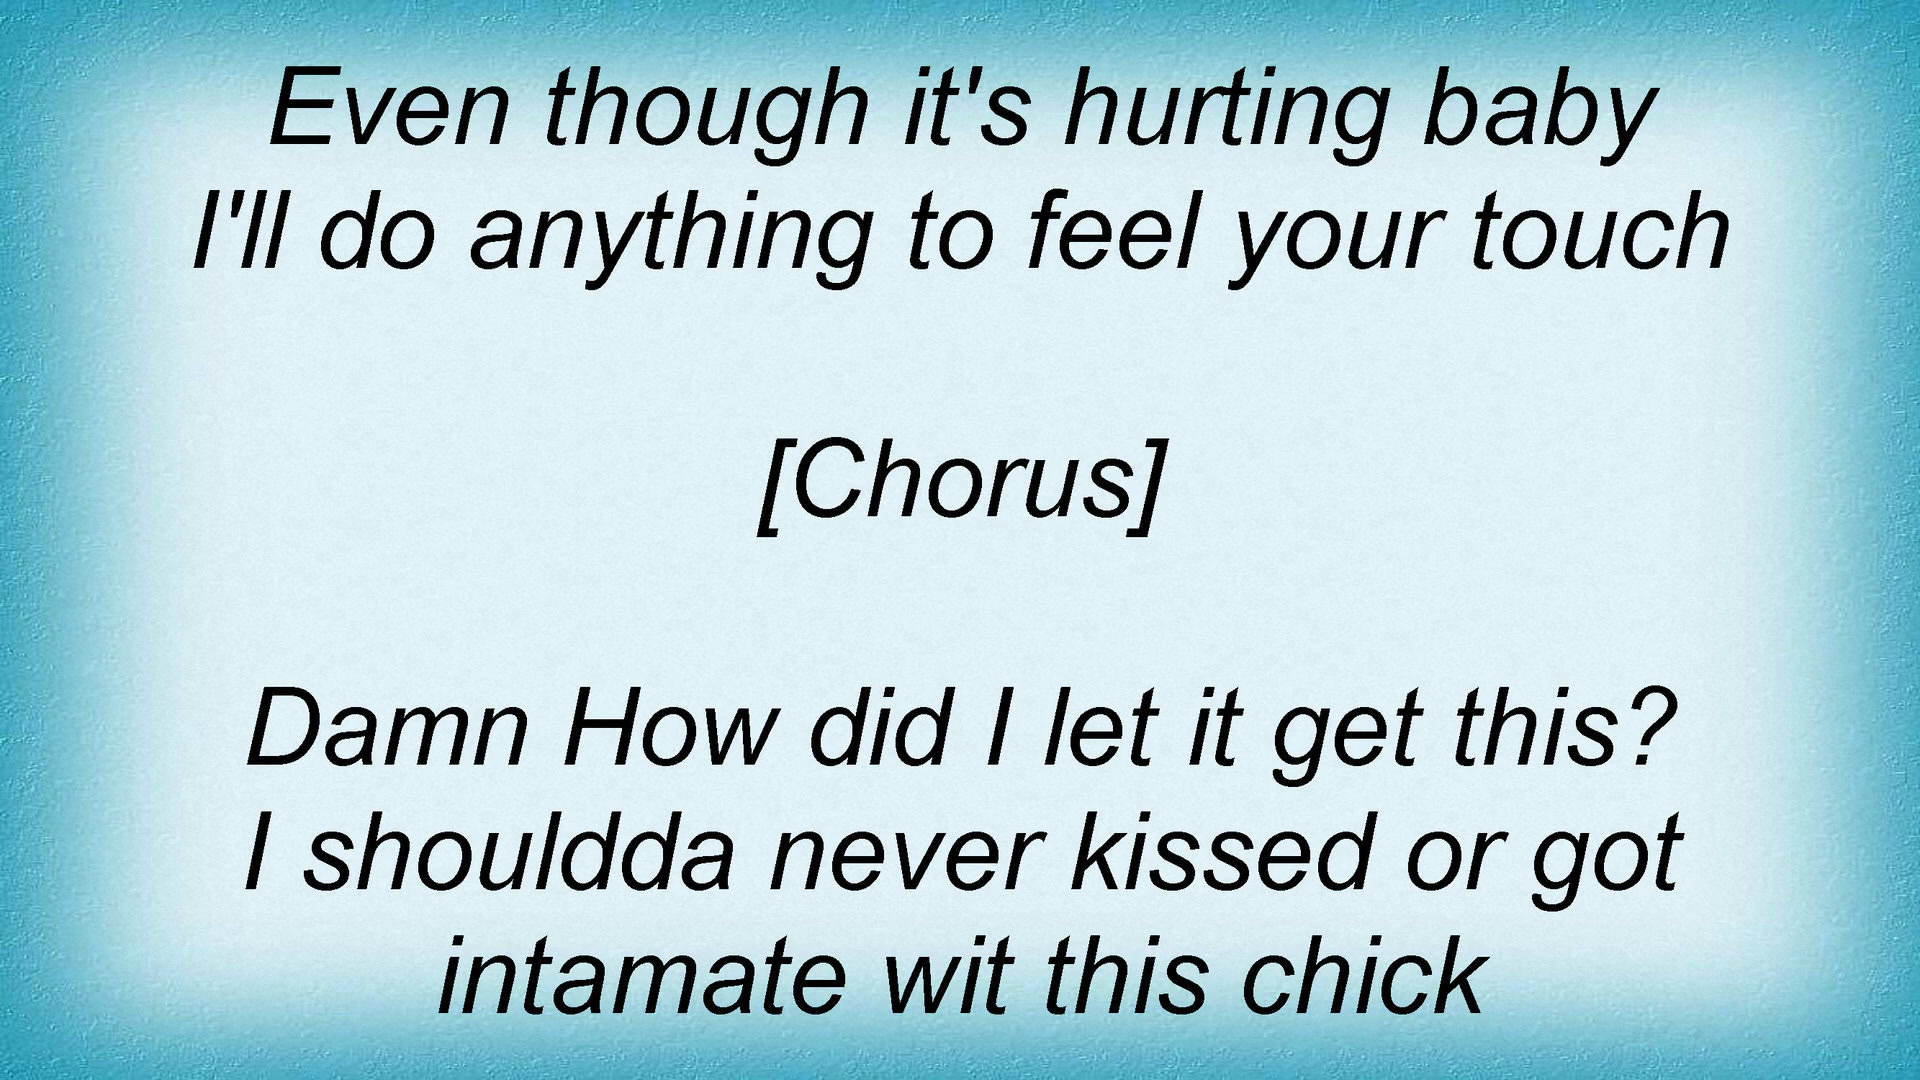 Even though it's hurting baby
I'll do anything to feel your touch
[Chorus]
Damn How did I let it get this?
I shouldda never kissed or got
intamate wit this chick